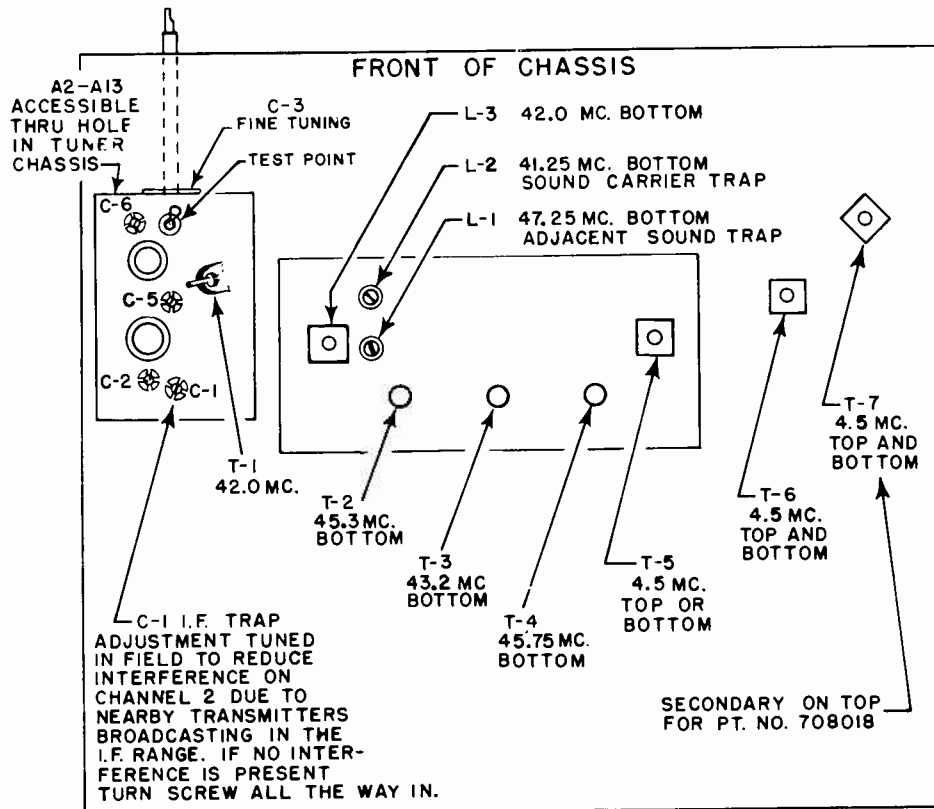 FRONT OF CHASSIS
A2-A13
ACCESSIBLE
THRU HOLE
IN TUNER
CHASSIS
C-3
FINE TUNING
TEST POINT
L-3 42.0 MC. BOTTOM
L-2 41.25 MC. BOTTOM
SOUND CARRIER TRAP
L-1 47.25 MC. BOTTOM
ADJACENT SOUND TRAP
C-6
C-5
C-2
C-1
T-1
42.0 MC.
T-2
45.3 MC.
BOTTOM
T-3
43.2 MC
BOTTOM
T-4
45.75 MC.
BOTTOM
T-5
4.5 MC.
TOP OR
BOTTOM
T-6
4.5 MC.
TOP AND
BOTTOM
T-7
4.5 MC.
TOP AND
BOTTOM
C-1 I.F. TRAP
ADJUSTMENT TUNED
IN FIELD TO REDUCE
INTERFERENCE ON
CHANNEL 2 DUE TO
NEARBY TRANSMITTERS
BROADCASTING IN THE
I.F. RANGE. IF NO INTER-
FERENCE IS PRESENT
TURN SCREW ALL THE WAY IN.
SECONDARY ON TOP
FOR PT. NO. 708018